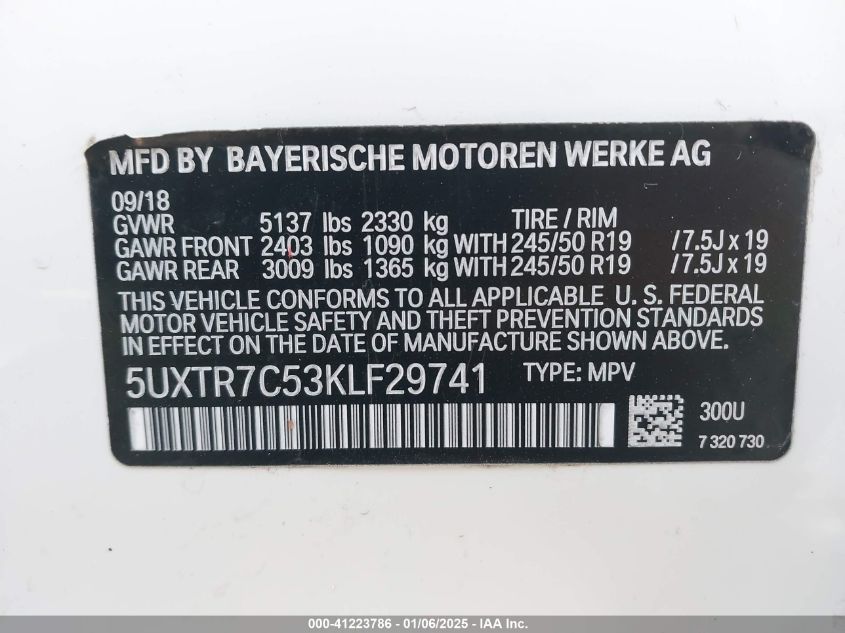 MFD BY BAYERISCHE MOTOREN WERKE AG
09/18
GVWR 5137 lbs 2330 kg TIRE / RIM
GAWR FRONT 2403 lbs 1090 kg WITH 245/50 R19 /7.5J x 19
GAWR REAR 3009 lbs 1365 kg WITH 245/50 R19 /7.5J x 19
THIS VEHICLE CONFORMS TO ALL APPLICABLE U. S. FEDERAL
MOTOR VEHICLE SAFETY AND THEFT PREVENTION STANDARDS
IN EFFECT ON THE DATE OF MANUFACTURE SHOWN ABOVE.
5UXTR7C53KLF29741 TYPE: MPV
300U
7 320 730
000-41223786 - 01/06/2025 - IAA Inc.